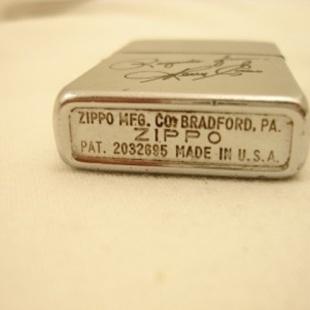 ZIPPO MFG. CO. BRADFORD, PA.
ZIPPO
PAT. 2032695 MADE IN U.S.A.